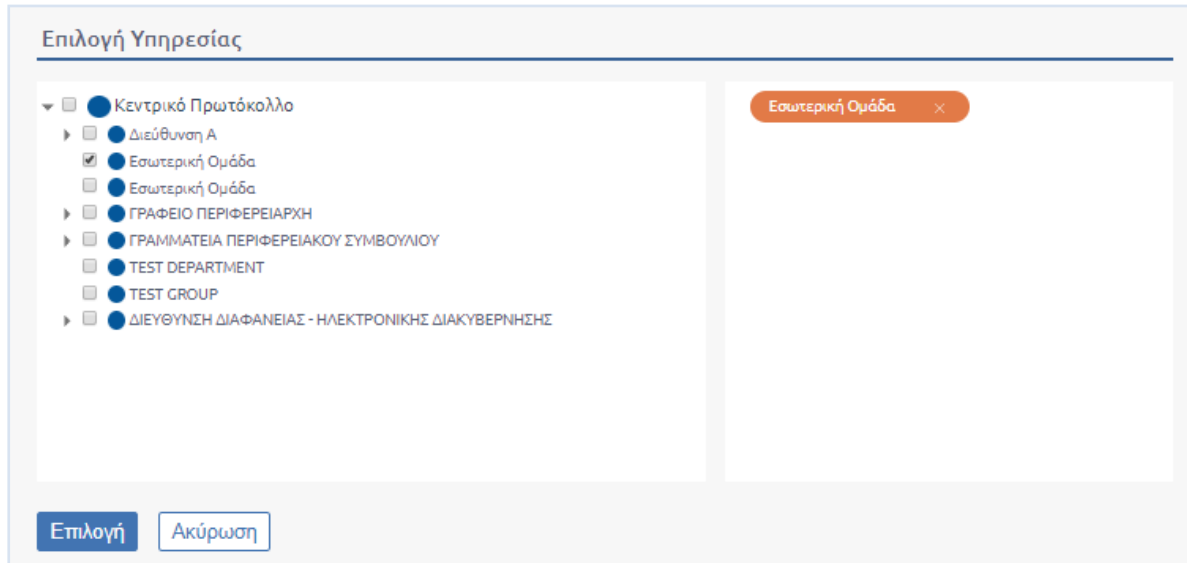 Επιλογή Υπηρεσίας
Κεντρικό Πρωτόκολλο
Διεύθυνση Α
Εσωτερική Ομάδα
Εσωτερική Ομάδα
ΓΡΑΦΕΙΟ ΠΕΡΙΦΕΡΕΙΑΡΧΗ
ΓΡΑΜΜΑΤΕΙΑ ΠΕΡΙΦΕΡΕΙΑΚΟΥ ΣΥΜΒΟΥΛΙΟΥ
TEST DEPARTMENT
TEST GROUP
ΔΙΕΥΘΥΝΣΗ ΔΙΑΦΑΝΕΙΑΣ - ΗΛΕΚΤΡΟΝΙΚΗΣ ΔΙΑΚΥΒΕΡΝΗΣΗΣ
Εσωτερική Ομάδα
Επιλογή
Ακύρωση